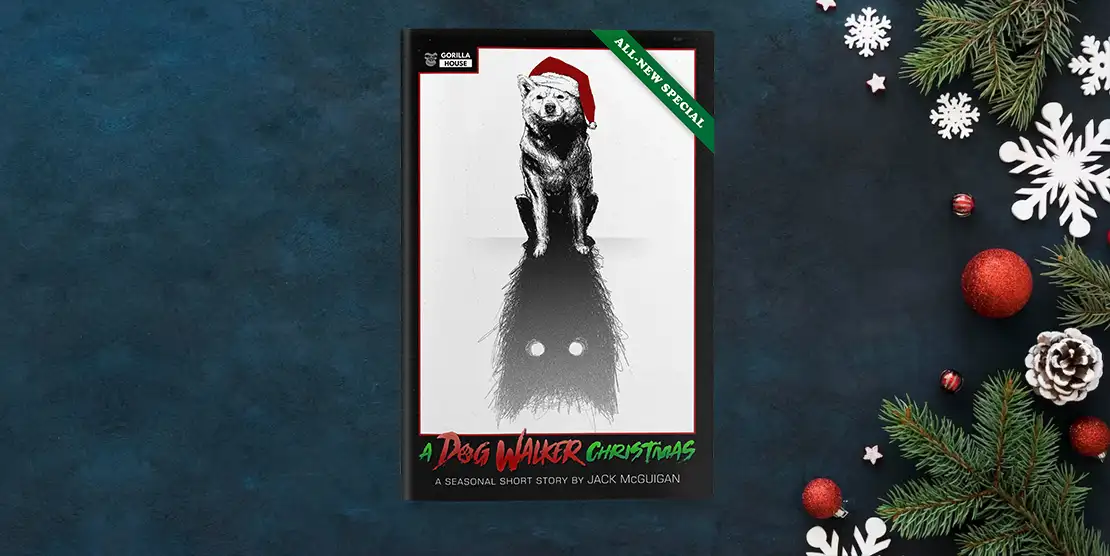 GORILLA
HOUSE
ALL-NEW SPECIAL
A DOG WALKER CHRISTMAS
A SEASONAL SHORT STORY BY JACK McGUIGAN